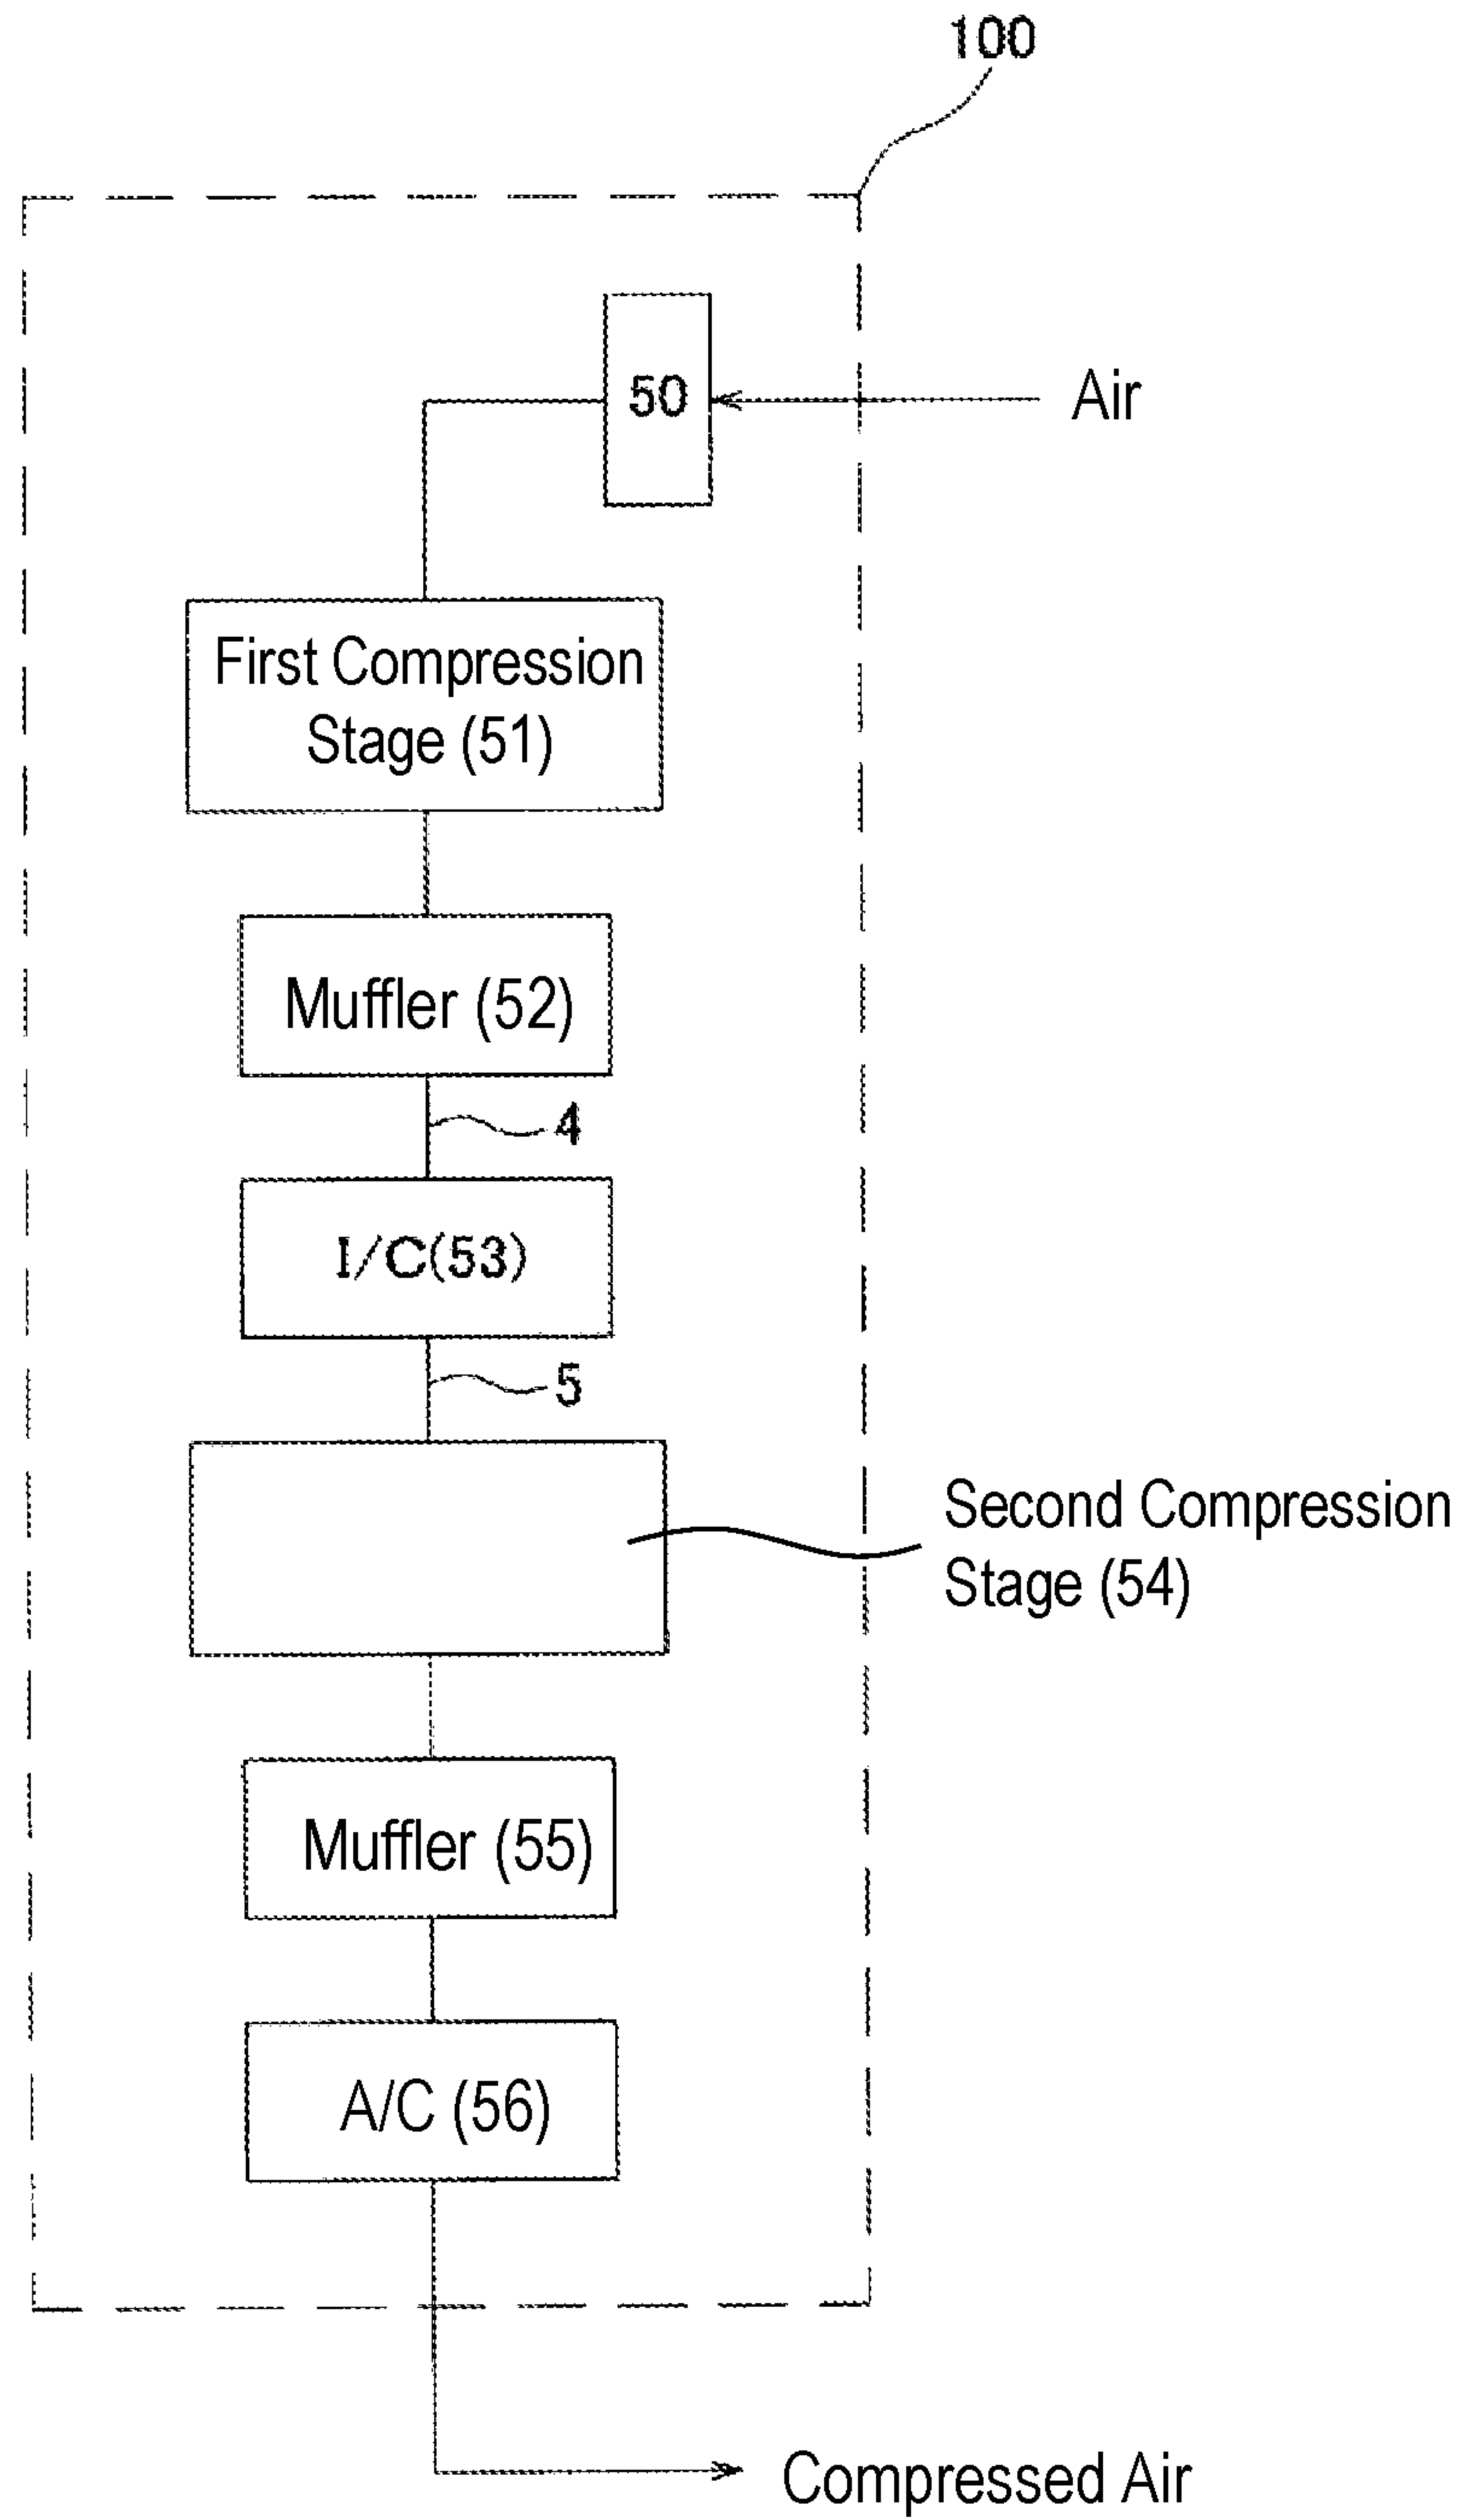 100
50
Air
First Compression
Stage (51)
Muffler (52)
4
I/C(53)
5
Second Compression
Stage (54)
Muffler (55)
A/C (56)
Compressed Air